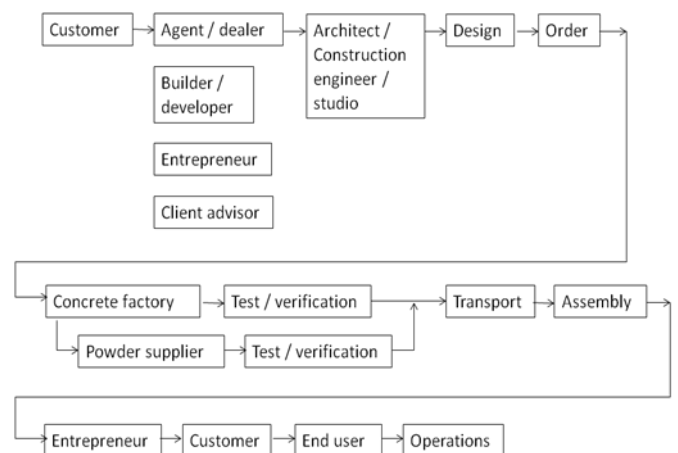 Customer
Agent / dealer
Architect /
Construction
engineer /
studio
Design
Order
Builder /
developer
Entrepreneur
Client advisor
Concrete factory
Test / verification
Transport
Assembly
Powder supplier
Test / verification
Entrepreneur
Customer
End user
Operations